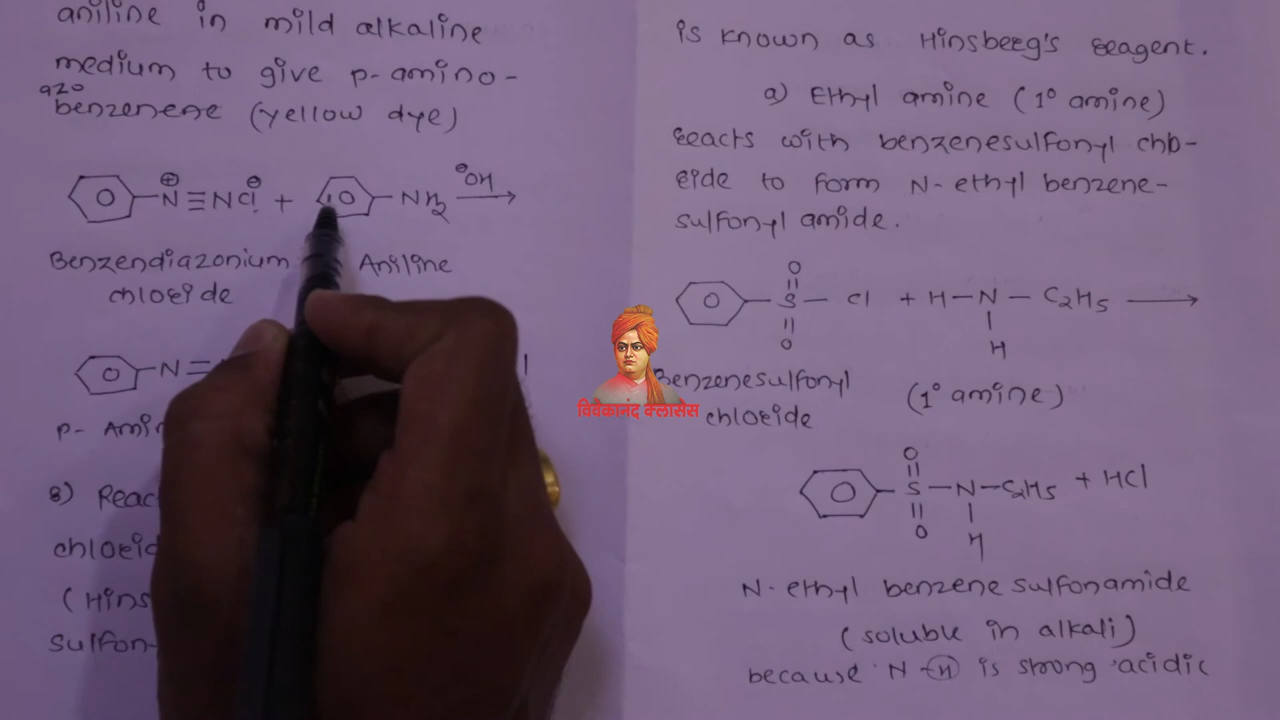 aniline in mild alkaline
medium to give p-amino-
azo
benzenene (yellow dye)
N≡NCl + NH2 OH →
Benzendiazonium Aniline
chloride
N=
p- Amin
8) Reac
chlorid
(Hins
sulfon-
is known as Hinsberg's reagent.
a) Ethyl amine (1° amine)
reacts with benzenesulfonyl chlo-
ride to form N-ethyl benzene-
sulfonyl amide.
O
S — Cl + H—N — C2H5 →
O H
Benzenesulfonyl (1° amine)
chloride
O
S—N—C2H5 + HCl
O H
N-ethyl benzene sulfonamide
(soluble in alkali)
because N-H is strong acidic
विवेकानंद क्लासेस